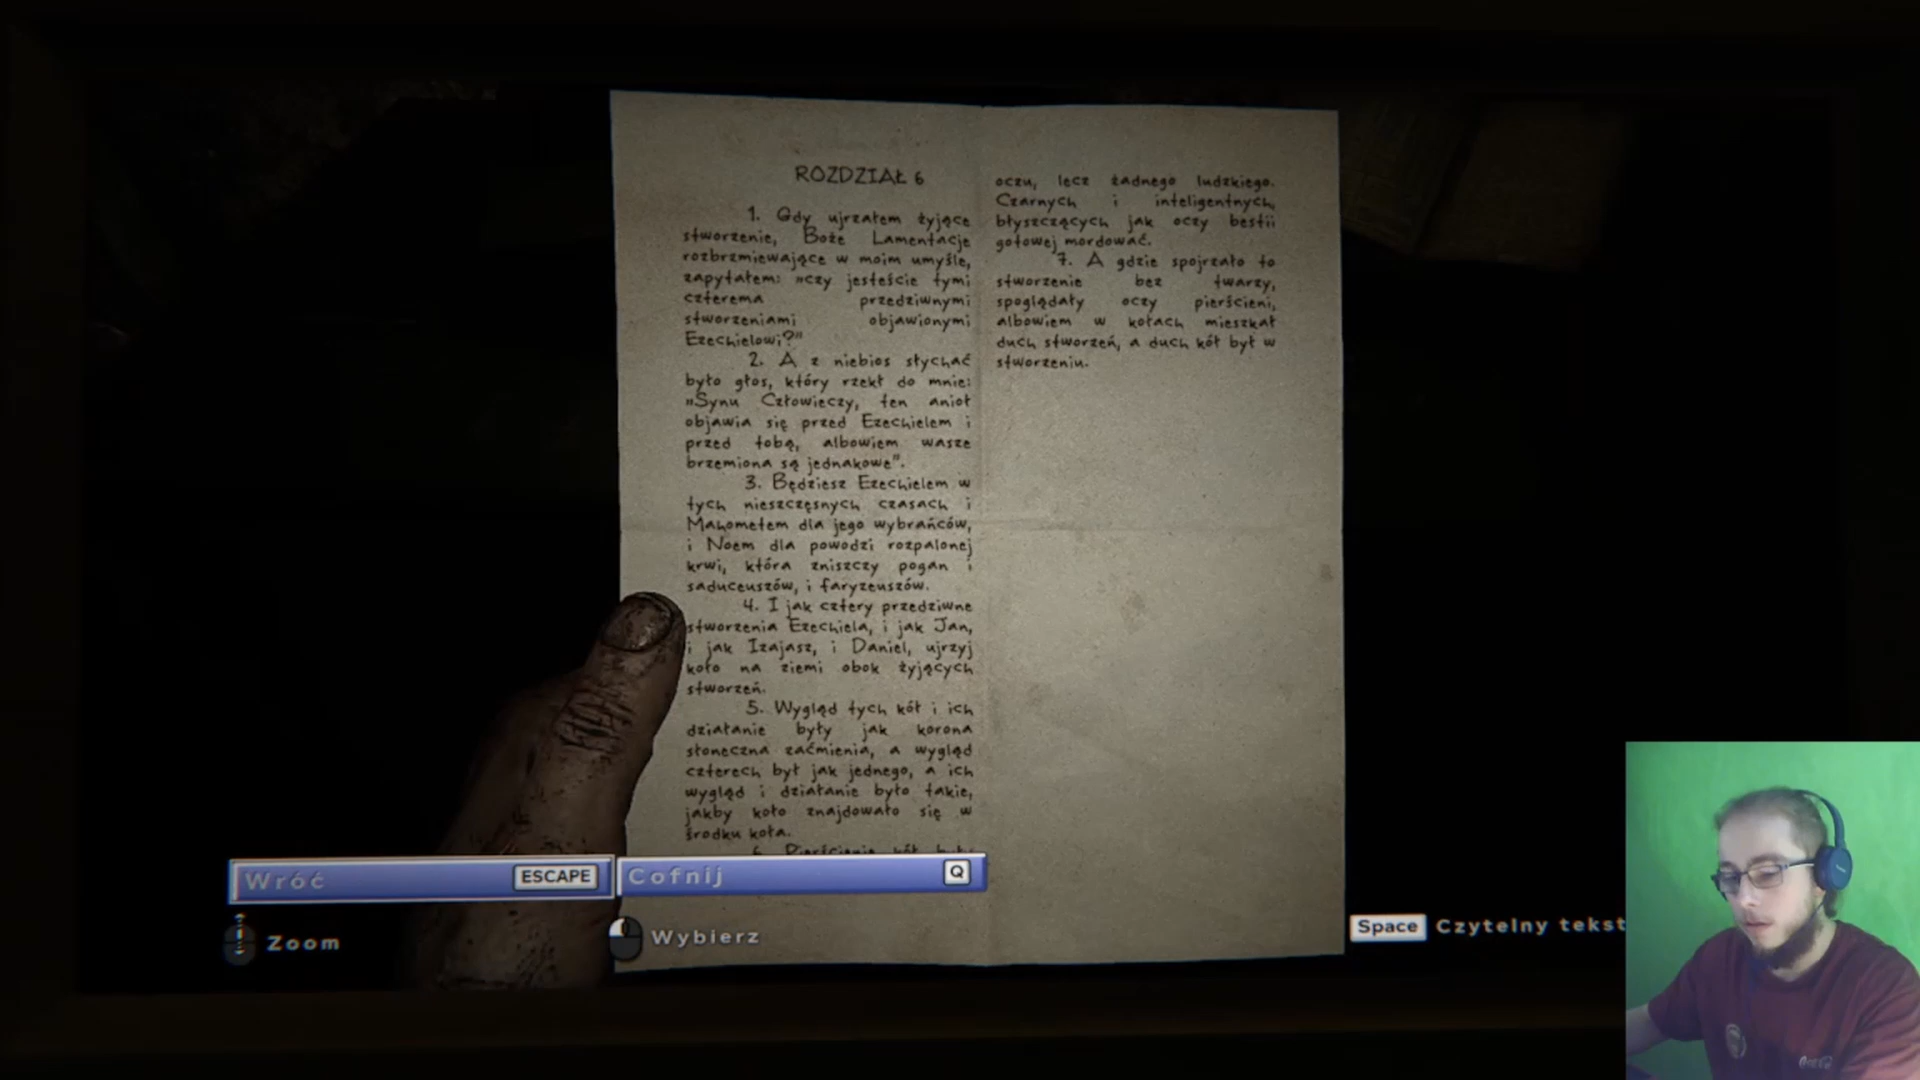 ROZDZIAŁ 6
1. Gdy ujrzałem żyjące
stworzenie, Boże Lamentacje
rozbrzmiewające w moim umyśle,
zapytałem: „czy jesteście tymi
czterema przedziwnymi
stworzeniami objawionymi
Ezechielowi?"
2. A z niebios słychać
było głos, który rzekł do mnie:
„Synu Człowieczy, ten anioł
objawia się przed Ezechielem i
przed tobą, albowiem wasze
brzemiona są jednakowe".
3. Będziesz Ezechielem w
tych nieszczęsnych czasach i
Mahometem dla jego wybrańców,
i Noem dla powodzi rozpalonej
krwi, która zniszczy pogan i
saduceuszów, i faryzeuszów.
4. I jak cztery przedziwne
stworzenia Ezechiela, i jak Jan,
i jak Izajasz, i Daniel, ujrzyj
koło na ziemi obok żyjących
stworzeń.
5. Wygląd tych kół i ich
działanie były jak korona
słoneczna zaćmienia, a wygląd
czterech był jak jednego, a ich
wygląd i działanie było takie,
jakby koło znajdowało się w
środku koła.
6. Pierścienie kół były
oczu, lecz żadnego ludzkiego.
Czarnych i inteligentnych,
błyszczących jak oczy bestii
gotowej mordować.
7. A gdzie spojrzało to
stworzenie bez twarzy,
spoglądały oczy pierścieni,
albowiem w kołach mieszkał
duch stworzeń, a duch kół był w
stworzeniu.
Wróć ESCAPE Cofnij Q
Zoom Wybierz
Space Czytelny tekst